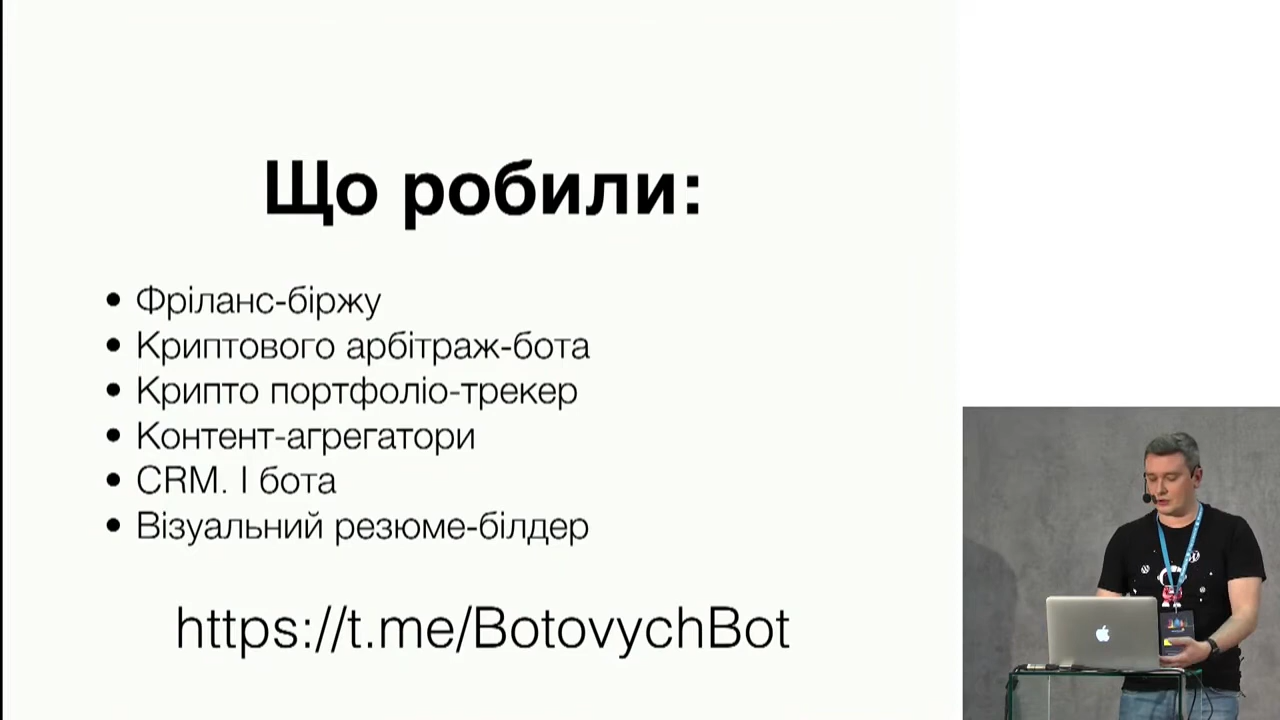 Що робили:
• Фріланс-біржу
• Криптового арбітраж-бота
• Крипто портфоліо-трекер
• Контент-агрегатори
• CRM. І бота
• Візуальний резюме-білдер
https://t.me/BotovychBot